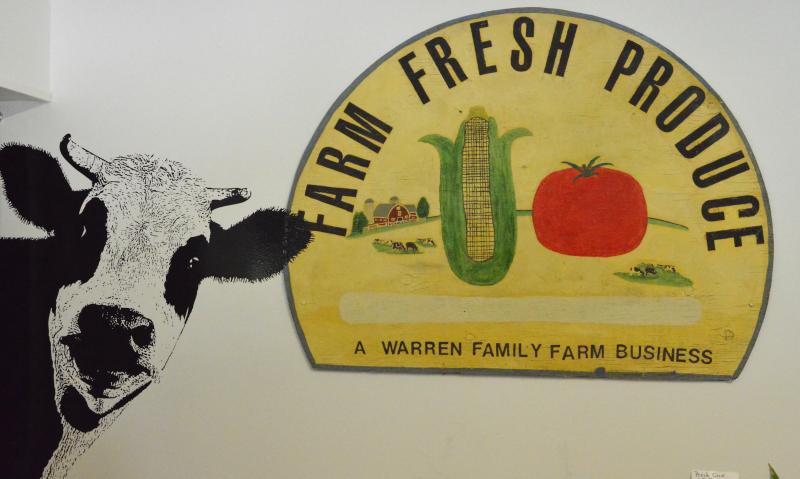 FARM FRESH PRODUCE
A WARREN FAMILY FARM BUSINESS